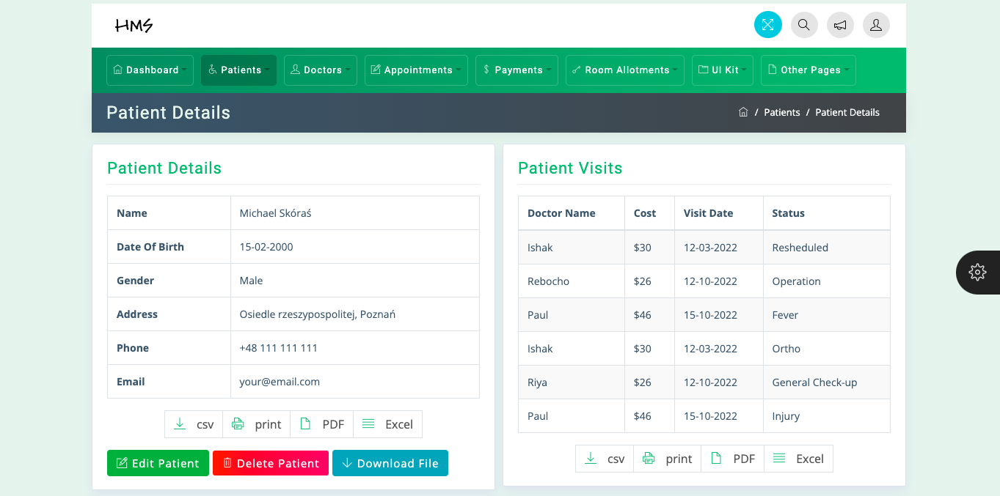 HMS
Dashboard Patients Doctors Appointments Payments Room Allotments UI Kit Other Pages
Patient Details
/ Patients / Patient Details
Patient Details
Name Michael Skóraś
Date Of Birth 15-02-2000
Gender Male
Address Osiedle rzeszypospolitej, Poznań
Phone +48 111 111 111
Email your@email.com
csv print PDF Excel
Edit Patient Delete Patient Download File
Patient Visits
Doctor Name Cost Visit Date Status
Ishak $30 12-03-2022 Resheduled
Rebocho $26 12-10-2022 Operation
Paul $46 15-10-2022 Fever
Ishak $30 12-03-2022 Ortho
Riya $26 12-10-2022 General Check-up
Paul $46 15-10-2022 Injury
csv print PDF Excel